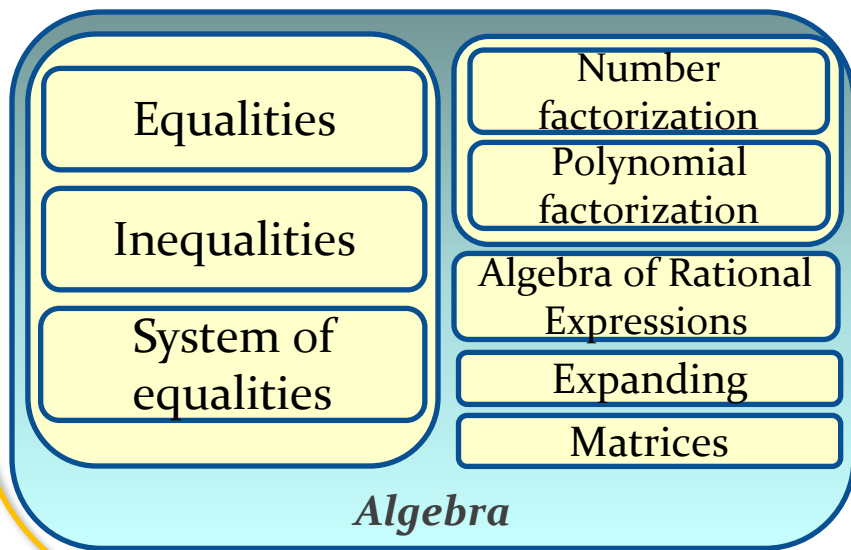 Equalities
Inequalities
System of
equalities
Number
factorization
Polynomial
factorization
Algebra of Rational
Expressions
Expanding
Matrices
Algebra